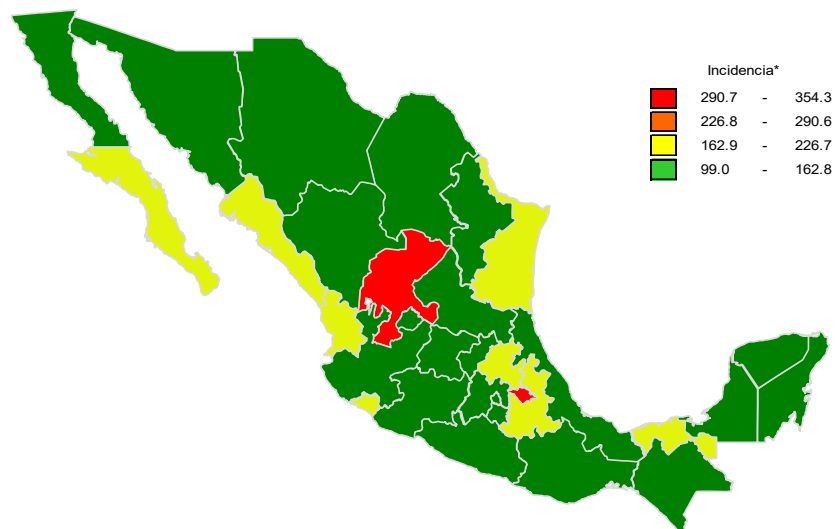 Incidencia*
290.7 - 354.3
226.8 - 290.6
162.9 - 226.7
99.0 - 162.8